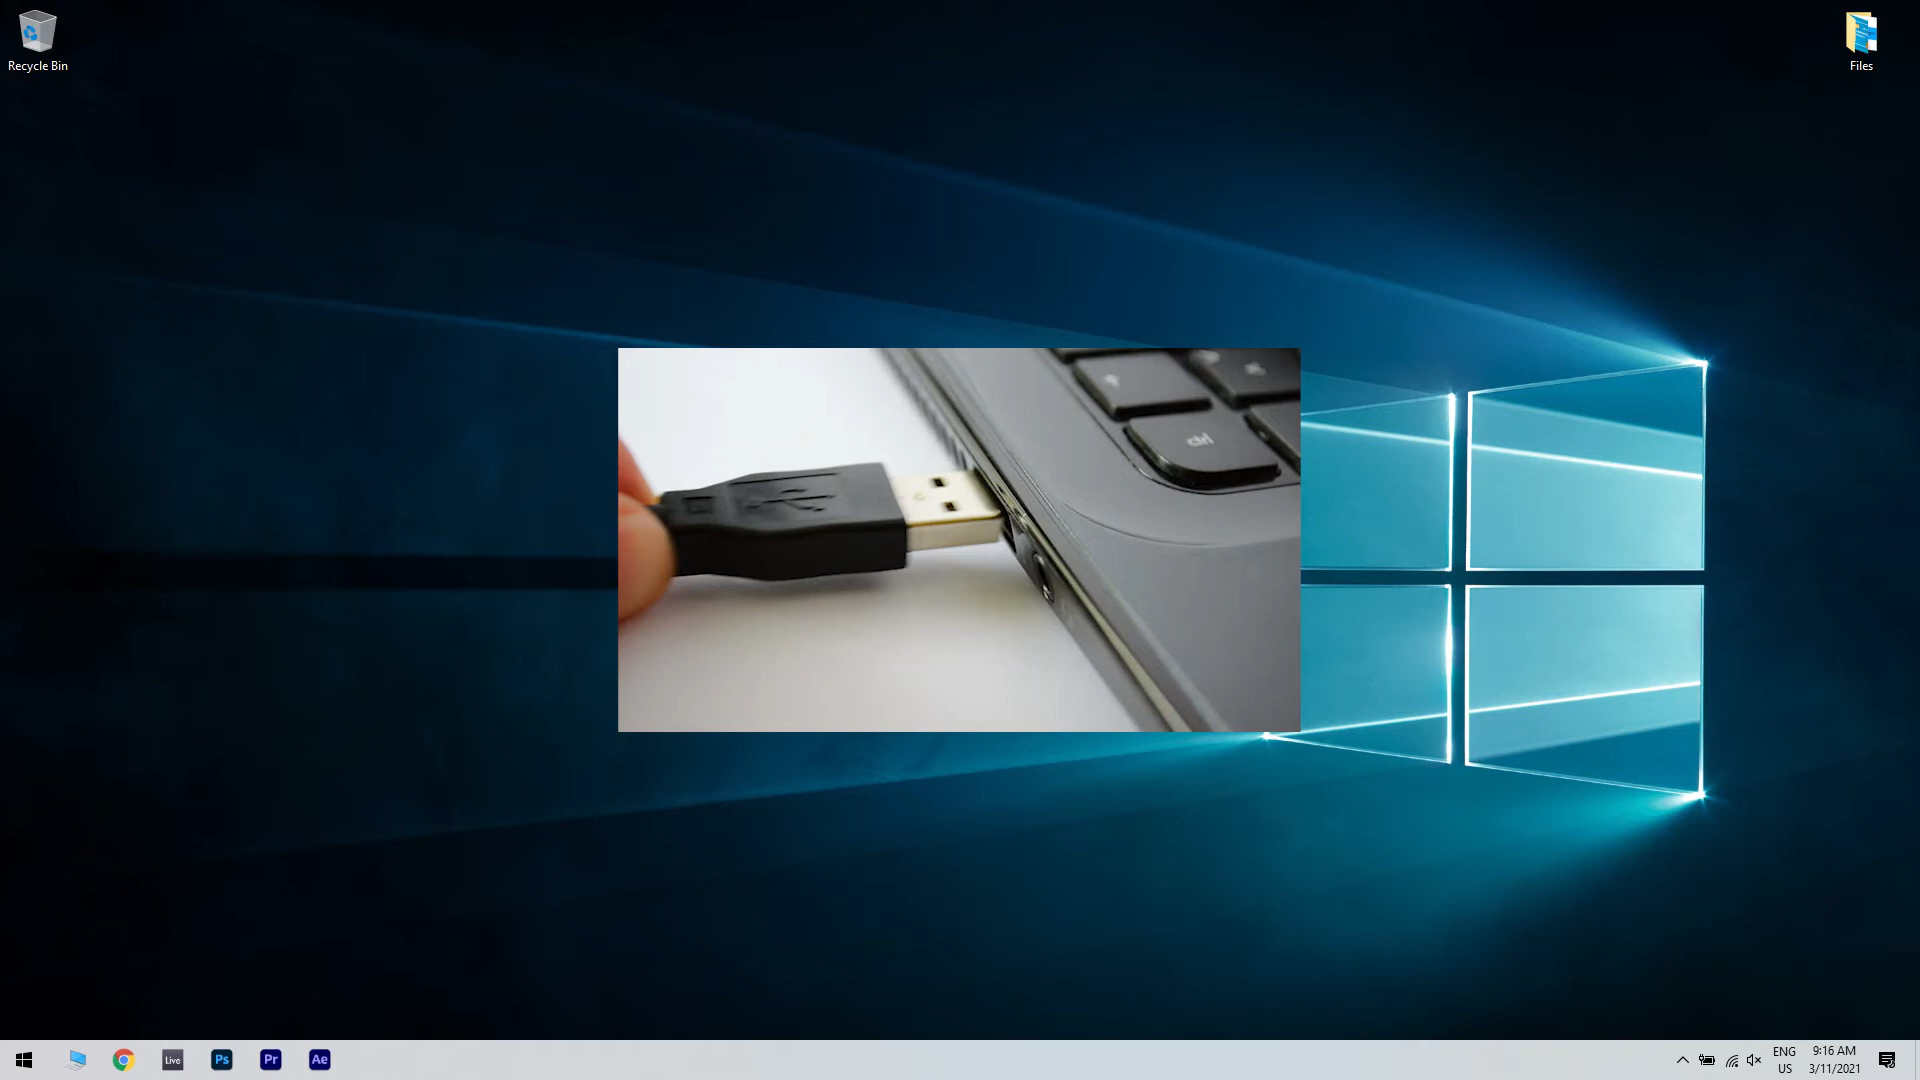 Recycle Bin
Files
ctrl
Live
Ps
Pr
Ae
ENG
US
9:16 AM
3/11/2021